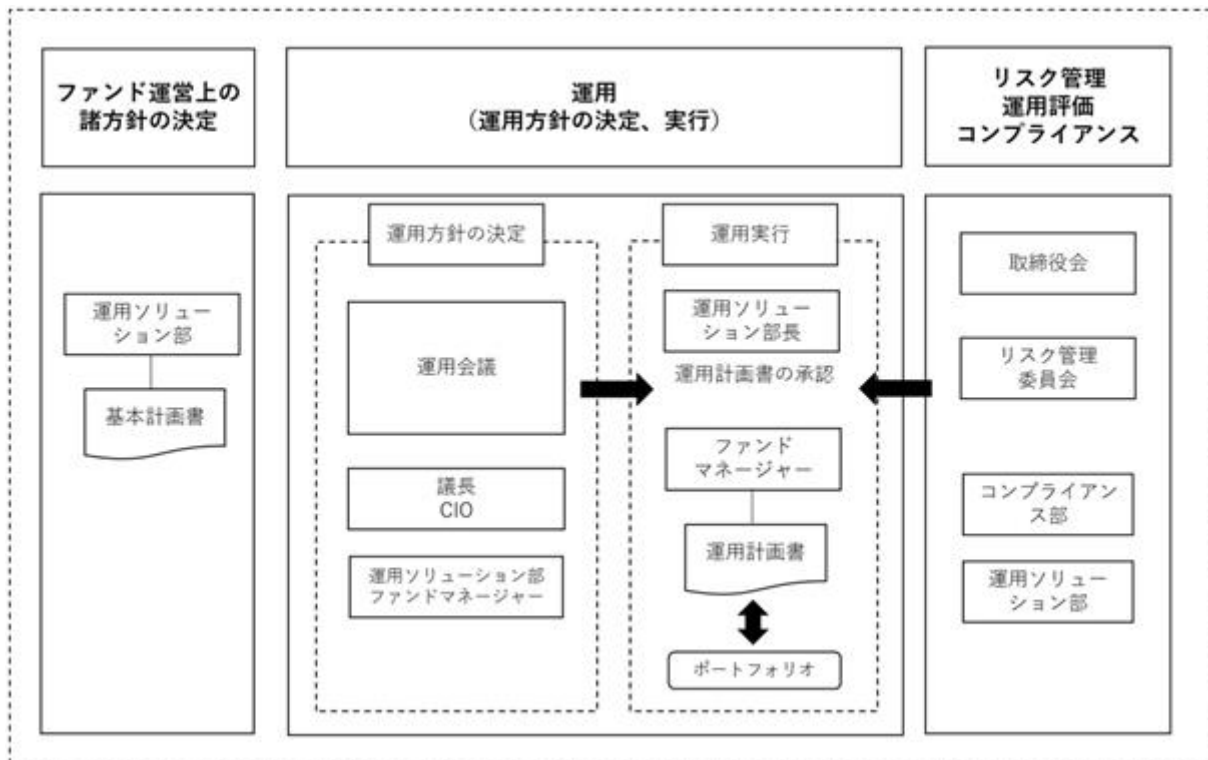 ファンド運営上の
諸方針の決定
運用
（運用方針の決定、実行）
リスク管理
運用評価
コンプライアンス
運用ソリュー
ション部
基本計画書
運用方針の決定
運用会議
議長
CIO
運用ソリューション部
ファンドマネージャー
運用実行
運用ソリュー
ション部長
運用計画書の承認
ファンド
マネージャー
運用計画書
ポートフォリオ
取締役会
リスク管理
委員会
コンプライアン
ス部
運用ソリュー
ション部